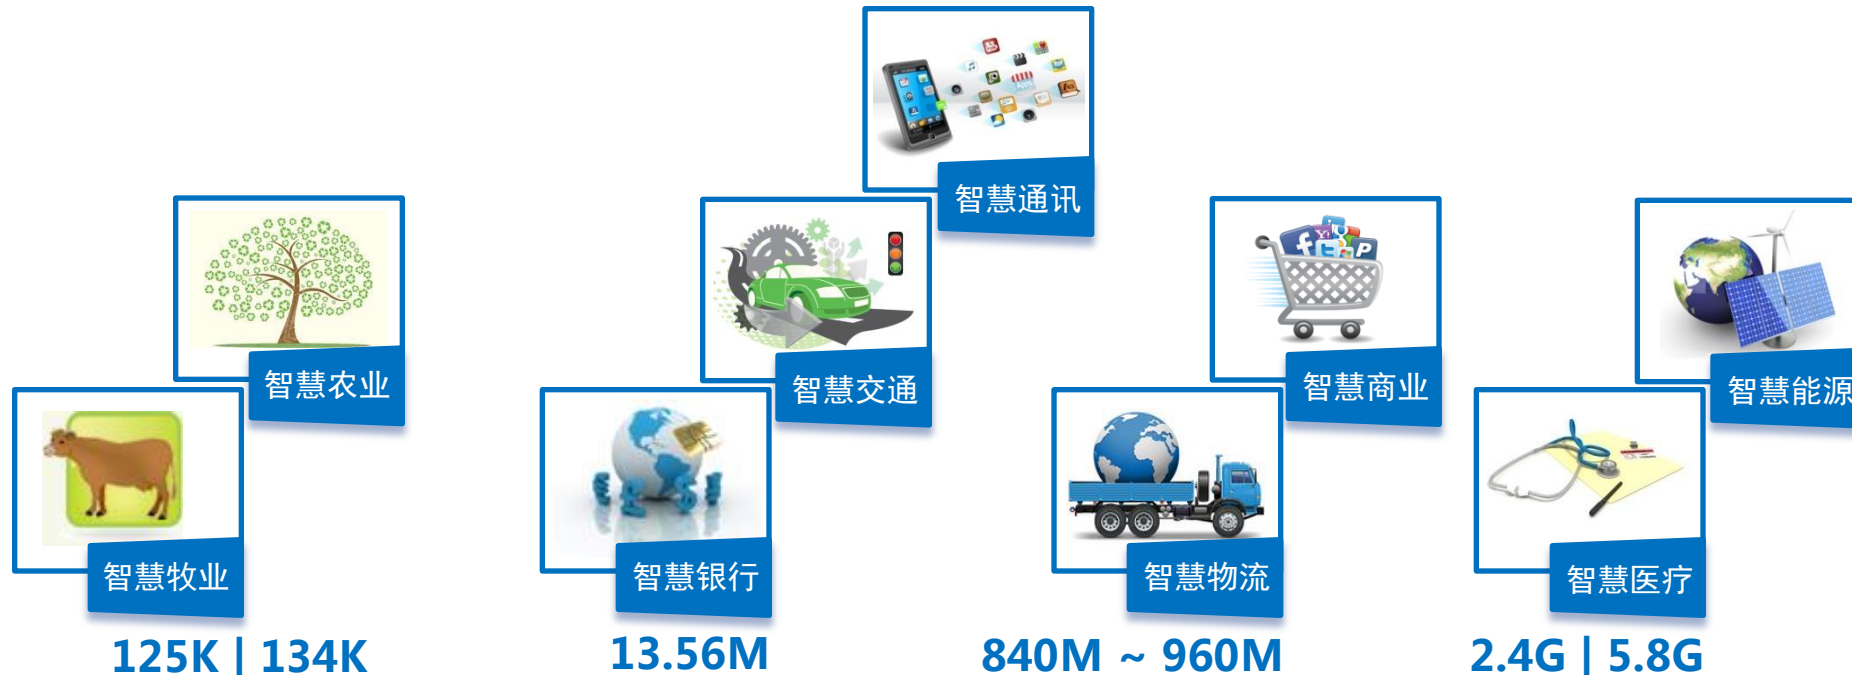 智慧通讯
智慧农业
智慧交通
智慧商业
智慧能源
智慧牧业
智慧银行
智慧物流
智慧医疗
125K | 134K
13.56M
840M ~ 960M
2.4G | 5.8G